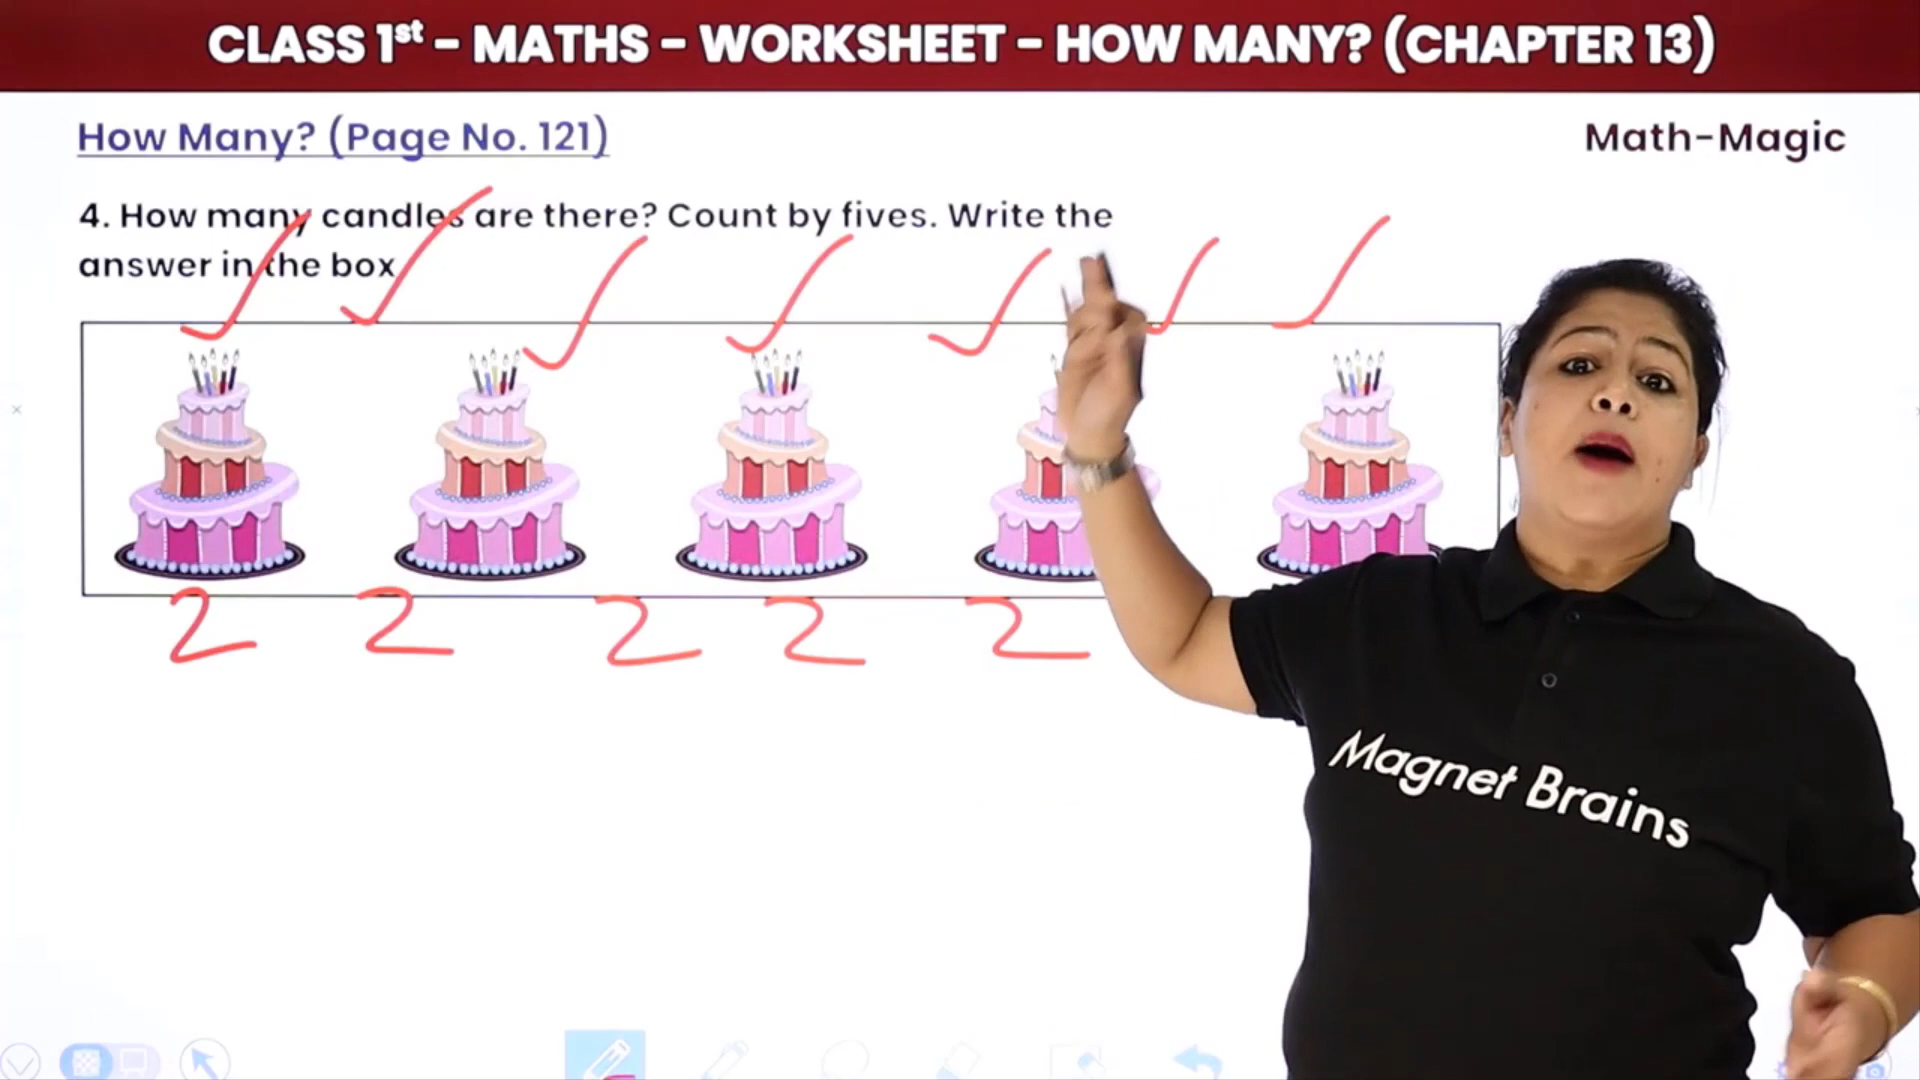 CLASS 1st - MATHS - WORKSHEET - HOW MANY? (CHAPTER 13)
How Many? (Page No. 121)
Math-Magic
4. How many candles are there? Count by fives. Write the
answer in the box
2 2 2 2 2
Magnet Brains